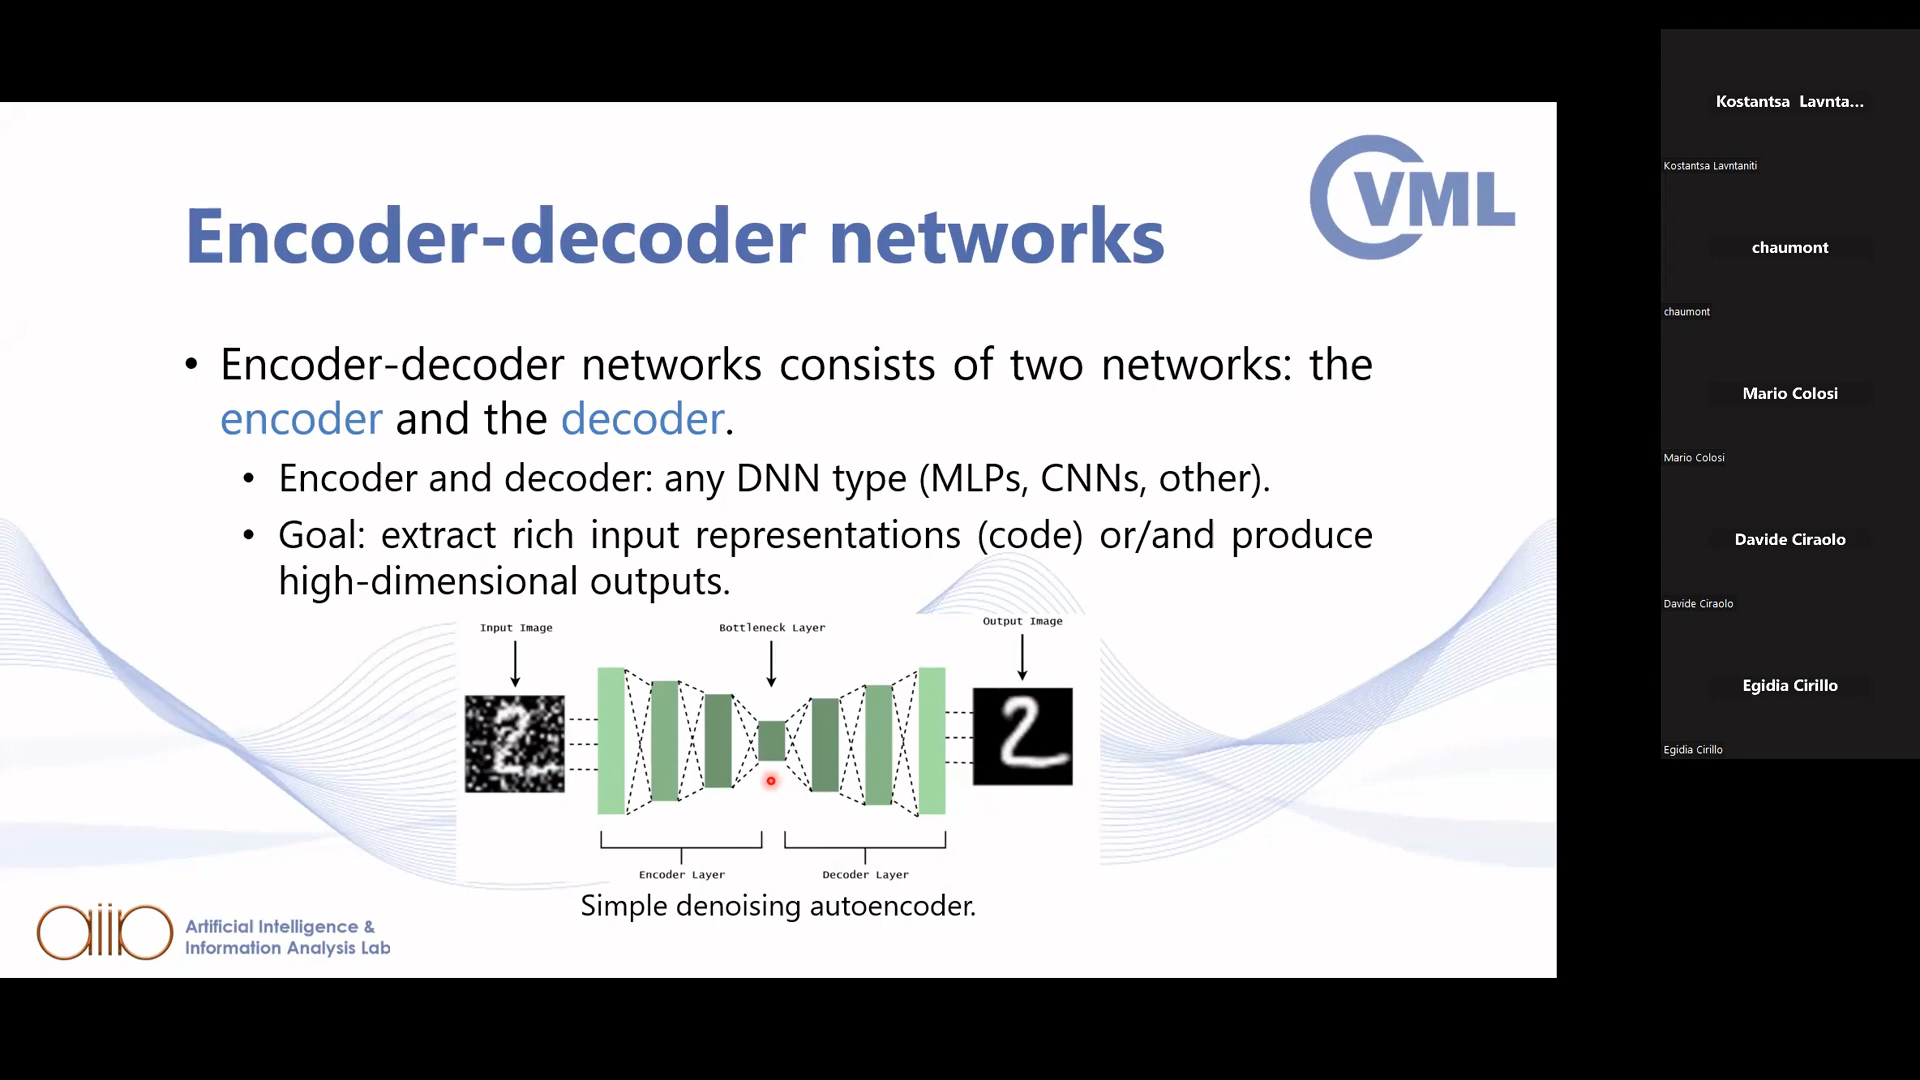 VML
Encoder-decoder networks
• Encoder-decoder networks consists of two networks: the
encoder and the decoder.
• Encoder and decoder: any DNN type (MLPs, CNNs, other).
• Goal: extract rich input representations (code) or/and produce
high-dimensional outputs.
Input Image
Bottleneck Layer
Output Image
Encoder Layer
Decoder Layer
Simple denoising autoencoder.
aiia
Artificial Intelligence &
Information Analysis Lab
Kostantsa Lavnta...
Kostantsa Lavntaniti
chaumont
chaumont
Mario Colosi
Mario Colosi
Davide Ciraolo
Davide Ciraolo
Egidia Cirillo
Egidia Cirillo